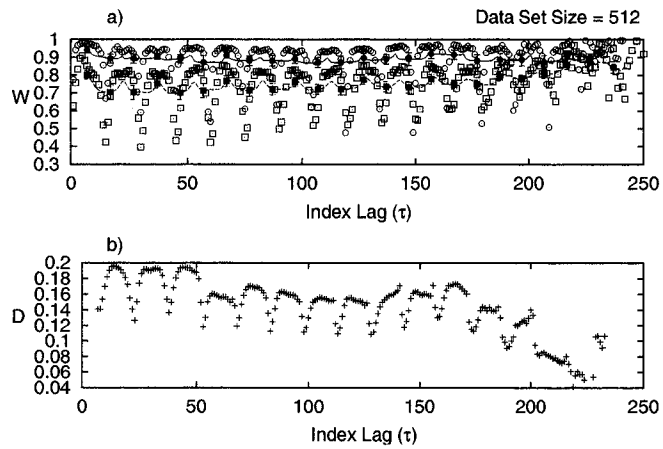 a)
Data Set Size = 512
1
0.9
0.8
0.7
W
0.6
0.5
0.4
0.3
0 50 100 150 200 250
Index Lag (τ)
b)
0.2
0.18
0.16
0.14
D
0.12
0.1
0.08
0.06
0.04
0 50 100 150 200 250
Index Lag (τ)